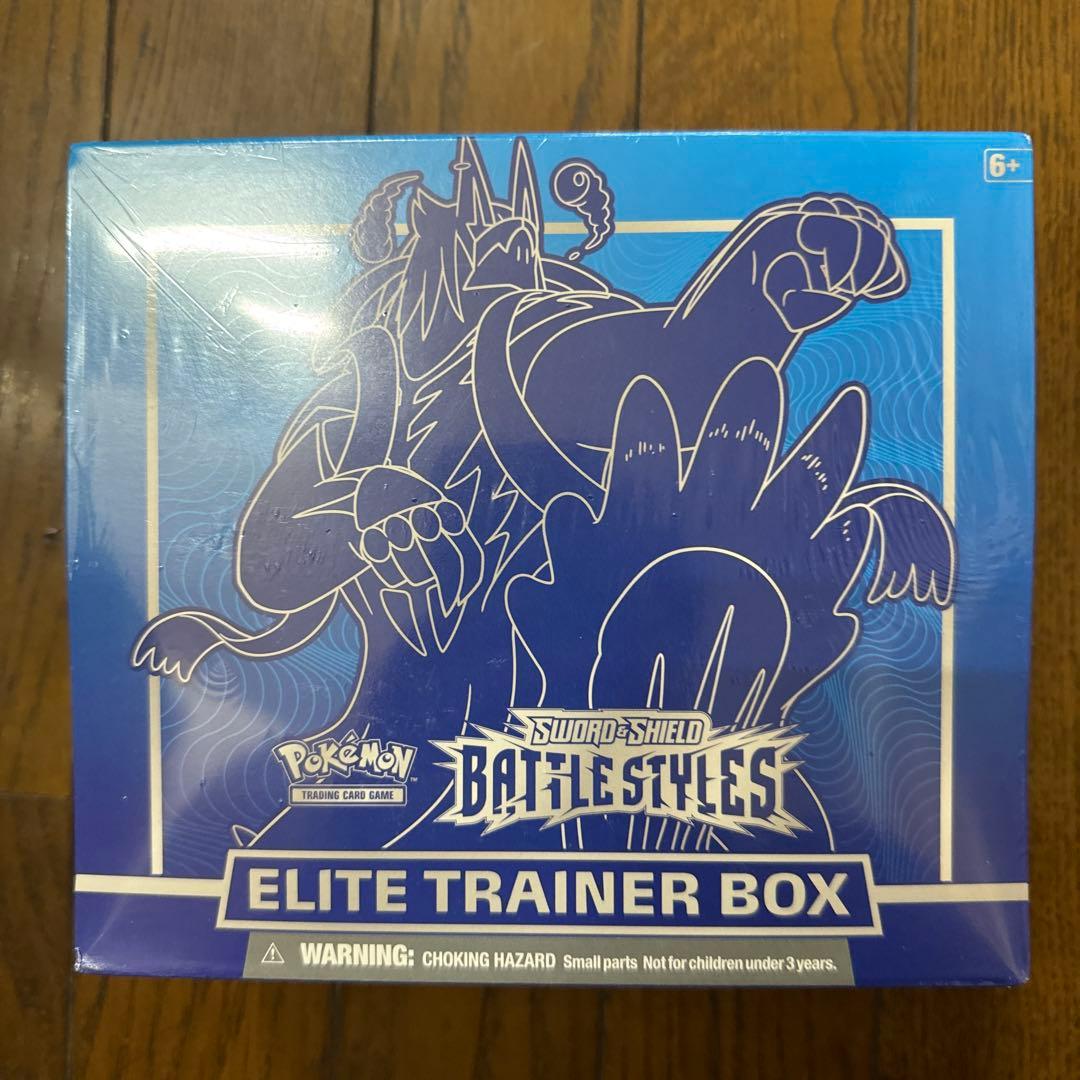 6+
POKéMON™
TRADING CARD GAME
SWORD & SHIELD
BATTLE STYLES
ELITE TRAINER BOX
⚠ WARNING: CHOKING HAZARD Small parts Not for children under 3 years.